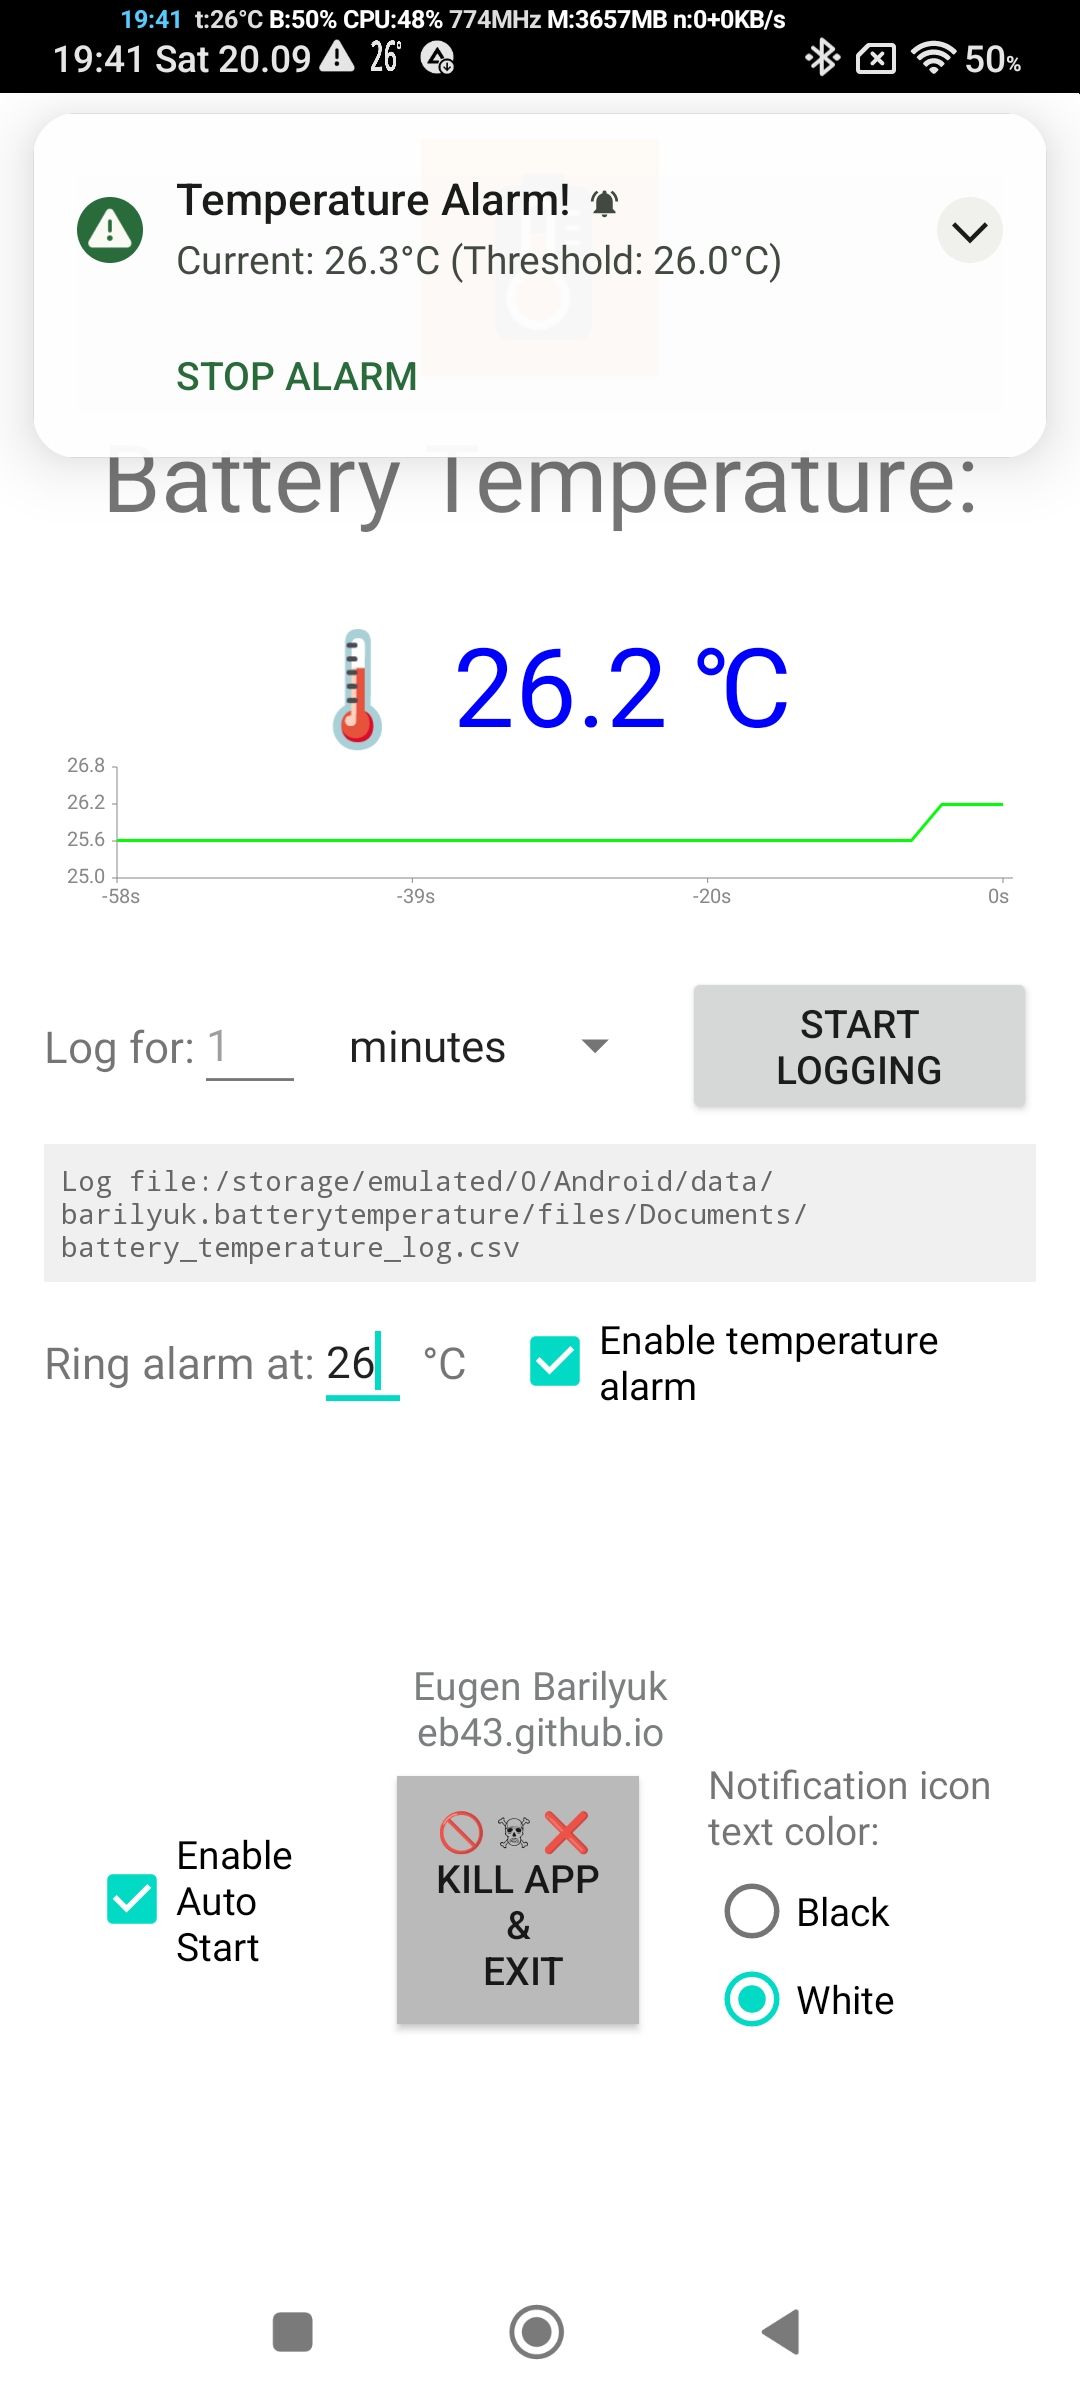 19:41 t:26°C B:50% CPU:48% 774MHz M:3657MB n:0+0KB/s
19:41 Sat 20.09 26° 50%
Temperature Alarm!
Current: 26.3°C (Threshold: 26.0°C)
STOP ALARM
Battery Temperature:
26.2 °C
26.8
26.2
25.6
25.0
-58s -39s -20s 0s
Log for: 1 minutes
START
LOGGING
Log file:/storage/emulated/0/Android/data/
barilyuk.batterytemperature/files/Documents/
battery_temperature_log.csv
Ring alarm at: 26 °C
Enable temperature
alarm
Eugen Barilyuk
eb43.github.io
Enable
Auto
Start
KILL APP
&
EXIT
Notification icon
text color:
Black
White